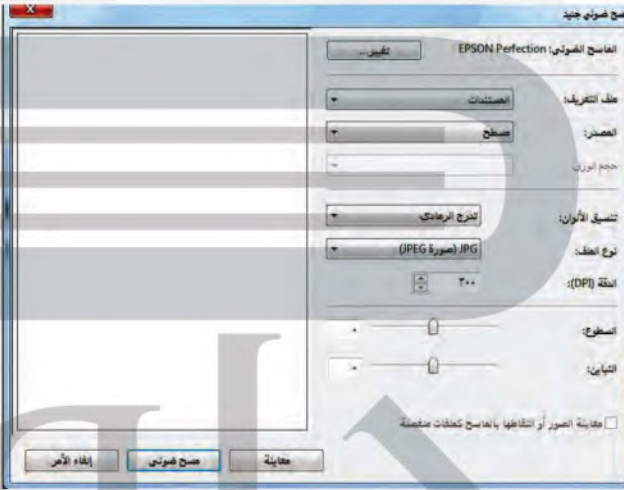 مسح ضوئي جديد
الماسح الضوئي: EPSON Perfection
تغيير...
ملف التعريف: المستندات
المصدر: مسطح
حجم الورق:
تنسيق الألوان: تدرج الرمادي
نوع الملف: JPG (صورة JPEG)
الدقة (DPI): ٣٠٠
السطوع: ٠
التباين: ٠
معاينة الصور أو التقاطها بالماسح كملفات منفصلة
معاينة
مسح ضوئي
إلغاء الأمر